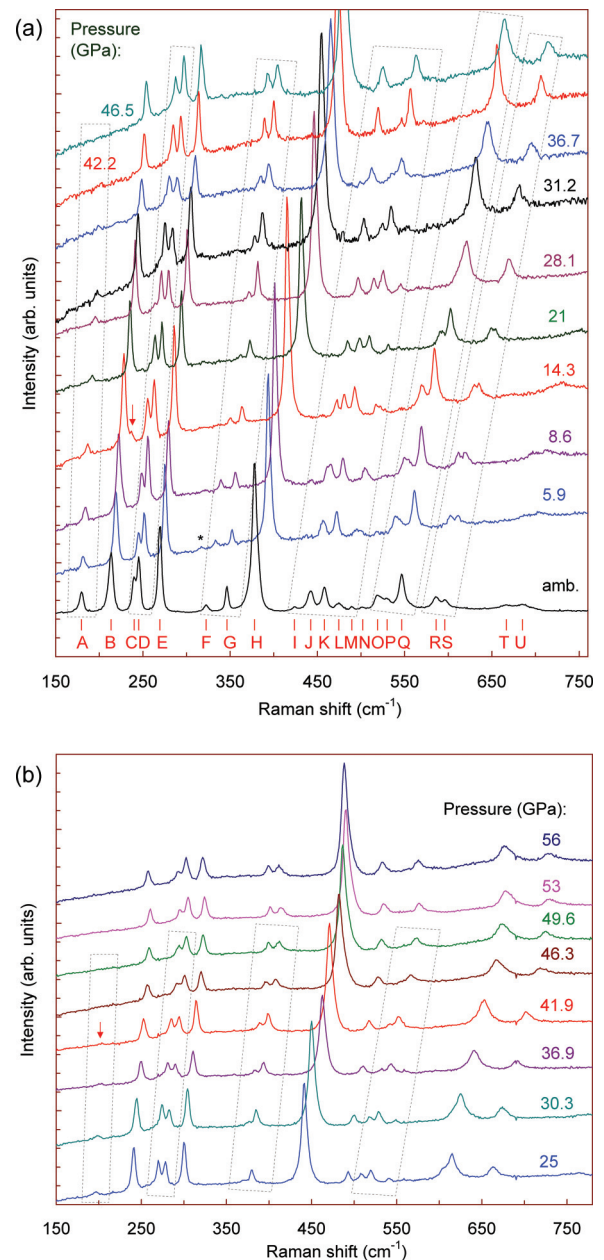 (a)
Pressure
(GPa):
46.5
42.2
36.7
31.2
28.1
21
14.3
8.6
5.9
*
amb.
A B C D E F G H I J K L M N O P Q R S T U
150 250 350 450 550 650 750
Raman shift (cm-1)
Intensity (arb. units)
(b)
Pressure (GPa):
56
53
49.6
46.3
41.9
36.9
30.3
25
150 250 350 450 550 650 750
Raman shift (cm-1)
Intensity (arb. units)